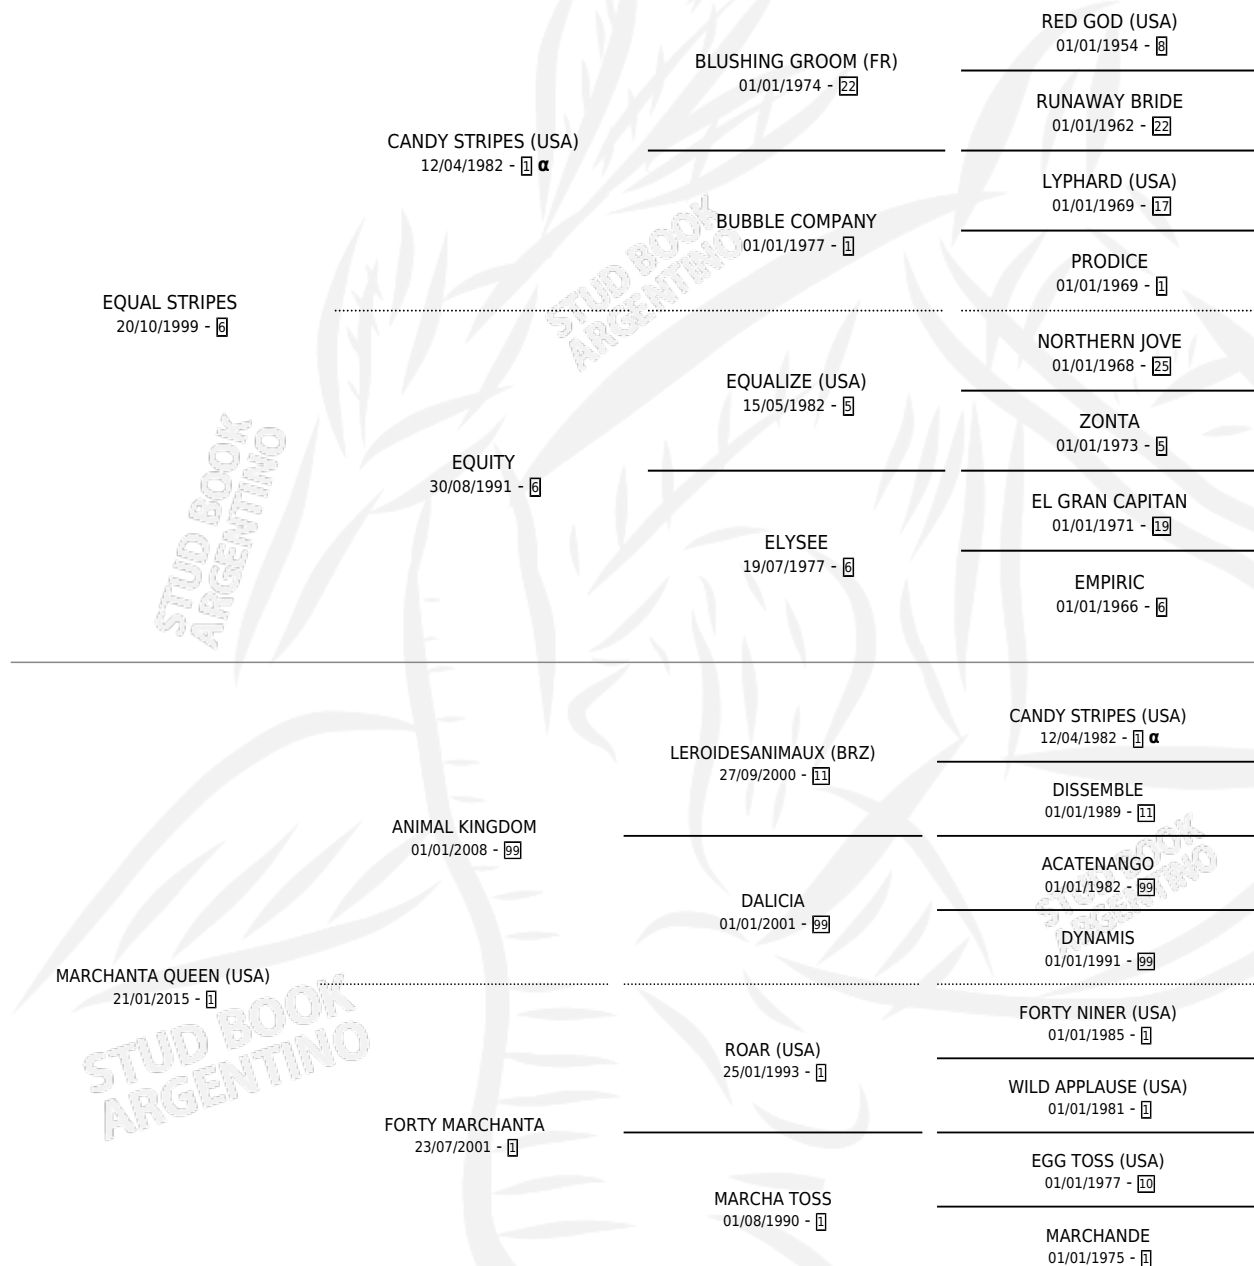 RED GOD (USA)
01/01/1954 - 8
BLUSHING GROOM (FR)
01/01/1974 - 22
RUNAWAY BRIDE
01/01/1962 - 22
CANDY STRIPES (USA)
12/04/1982 - 1 α
LYPHARD (USA)
01/01/1969 - 17
BUBBLE COMPANY
01/01/1977 - 1
PRODICE
01/01/1969 - 1
EQUAL STRIPES
20/10/1999 - 6
NORTHERN JOVE
01/01/1968 - 25
EQUALIZE (USA)
15/05/1982 - 5
ZONTA
01/01/1973 - 5
EQUITY
30/08/1991 - 6
EL GRAN CAPITAN
01/01/1971 - 19
ELYSEE
19/07/1977 - 6
EMPIRIC
01/01/1966 - 6
CANDY STRIPES (USA)
12/04/1982 - 1 α
LEROIDESANIMAUX (BRZ)
27/09/2000 - 11
DISSEMBLE
01/01/1989 - 11
ANIMAL KINGDOM
01/01/2008 - 99
ACATENANGO
01/01/1982 - 99
DALICIA
01/01/2001 - 99
DYNAMIS
01/01/1991 - 99
MARCHANTA QUEEN (USA)
21/01/2015 - 1
FORTY NINER (USA)
01/01/1985 - 1
ROAR (USA)
25/01/1993 - 1
WILD APPLAUSE (USA)
01/01/1981 - 1
FORTY MARCHANTA
23/07/2001 - 1
EGG TOSS (USA)
01/01/1977 - 10
MARCHA TOSS
01/08/1990 - 1
MARCHANDE
01/01/1975 - 1
STUD BOOK
ARGENTINO
STUD BOOK
ARGENTINO
STUD BOOK
ARGENTINO
STUD BOOK
ARGENTINO